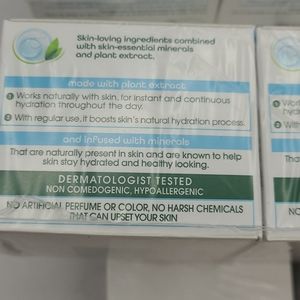 Skin-loving ingredients combined
with skin-essential minerals
and plant extract.
made with plant extract
1 Works naturally with skin, for instant and continuous
hydration throughout the day.
2 With regular use, it boosts skin's natural hydration process.
and infused with minerals
That are naturally present in skin and are known to help
skin stay hydrated and healthy looking.
DERMATOLOGIST TESTED
NON COMEDOGENIC, HYPOALLERGENIC
NO ARTIFICIAL PERFUME OR COLOR, NO HARSH CHEMICALS
THAT CAN UPSET YOUR SKIN